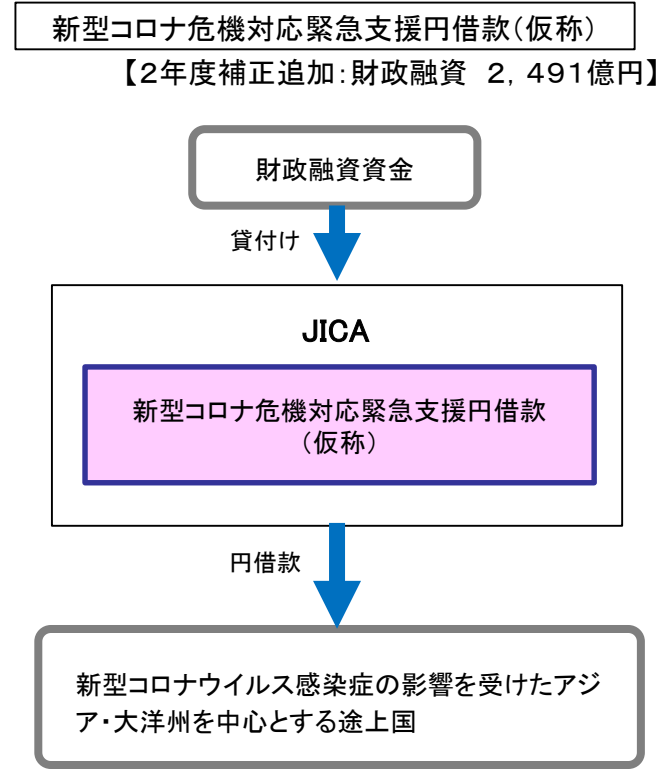 新型コロナ危機対応緊急支援円借款(仮称)
【2年度補正追加:財政融資 2,491億円】
財政融資資金
貸付け
JICA
新型コロナ危機対応緊急支援円借款
(仮称)
円借款
新型コロナウイルス感染症の影響を受けたアジ
ア・大洋州を中心とする途上国